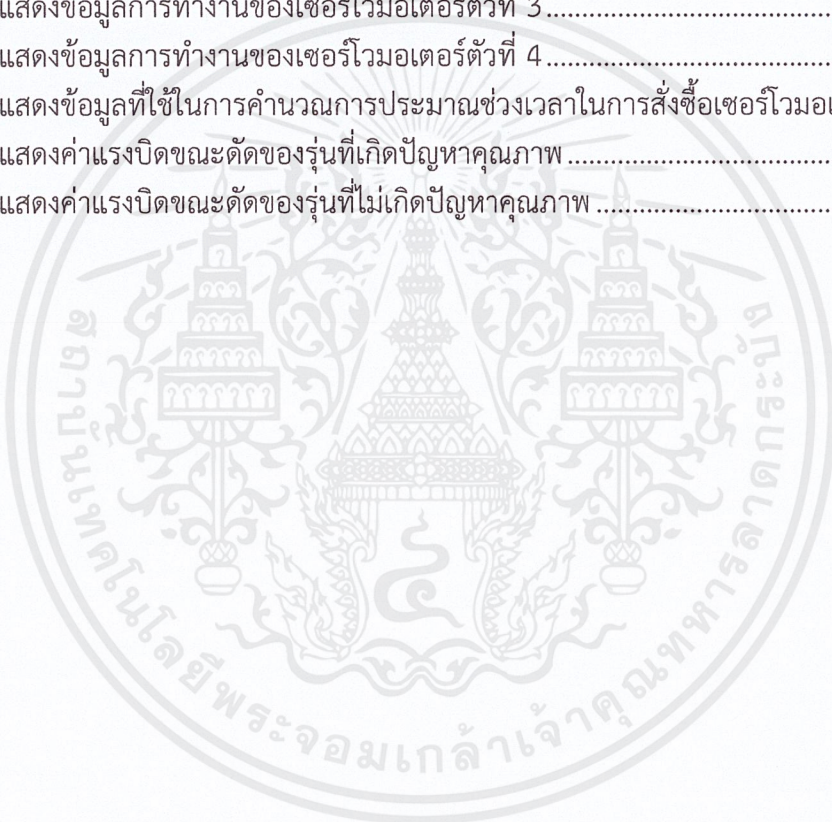 แสดงข้อมูลการทำงานของเซอร์โวมอเตอร์ตัวที่ 3................................
แสดงข้อมูลการทำงานของเซอร์โวมอเตอร์ตัวที่ 4................................
แสดงข้อมูลที่ใช้ในการคำนวณการประมาณช่วงเวลาในการสั่งซื้อเซอร์โวมอเ
แสดงค่าแรงบิดขณะดัดของรุ่นที่เกิดปัญหาคุณภาพ................................
แสดงค่าแรงบิดขณะดัดของรุ่นที่ไม่เกิดปัญหาคุณภาพ............................
สถาบันเทคโนโลยีพระจอมเกล้าเจ้าคุณทหารลาดกระบัง